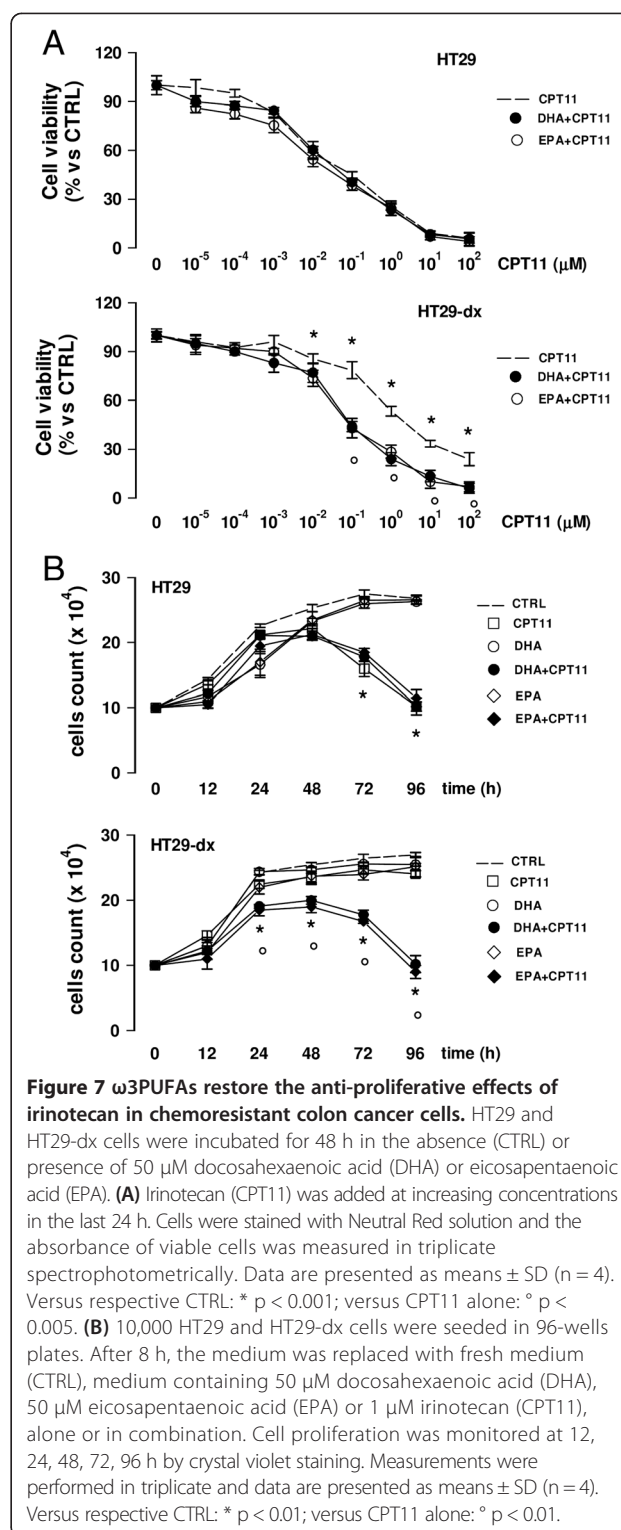 A
HT29
120
90
60
30
0
Cell viability
(% vs CTRL)
CPT11
DHA+CPT11
EPA+CPT11
0 10⁻⁵ 10⁻⁴ 10⁻³ 10⁻² 10⁻¹ 10⁰ 10¹ 10² CPT11 (µM)
HT29-dx
120
90
60
30
0
Cell viability
(% vs CTRL)
* * * * *
CPT11
DHA+CPT11
EPA+CPT11
0 10⁻⁵ 10⁻⁴ 10⁻³ 10⁻² 10⁻¹ 10⁰ 10¹ 10² CPT11 (µM)
B
HT29
30
20
10
0
cells count (x 10⁴)
* *
CTRL
CPT11
DHA
DHA+CPT11
EPA
EPA+CPT11
0 12 24 48 72 96 time (h)
HT29-dx
30
20
10
0
cells count (x 10⁴)
* * * *
CTRL
CPT11
DHA
DHA+CPT11
EPA
EPA+CPT11
0 12 24 48 72 96 time (h)
Figure 7 ω3PUFAs restore the anti-proliferative effects of
irinotecan in chemoresistant colon cancer cells. HT29 and
HT29-dx cells were incubated for 48 h in the absence (CTRL) or
presence of 50 µM docosahexaenoic acid (DHA) or eicosapentaenoic
acid (EPA). (A) Irinotecan (CPT11) was added at increasing concentrations
in the last 24 h. Cells were stained with Neutral Red solution and the
absorbance of viable cells was measured in triplicate
spectrophotometrically. Data are presented as means ± SD (n = 4).
Versus respective CTRL: * p < 0.001; versus CPT11 alone: ° p <
0.005. (B) 10,000 HT29 and HT29-dx cells were seeded in 96-wells
plates. After 8 h, the medium was replaced with fresh medium
(CTRL), medium containing 50 µM docosahexaenoic acid (DHA),
50 µM eicosapentaenoic acid (EPA) or 1 µM irinotecan (CPT11),
alone or in combination. Cell proliferation was monitored at 12,
24, 48, 72, 96 h by crystal violet staining. Measurements were
performed in triplicate and data are presented as means ± SD (n = 4).
Versus respective CTRL: * p < 0.01; versus CPT11 alone: ° p < 0.01.